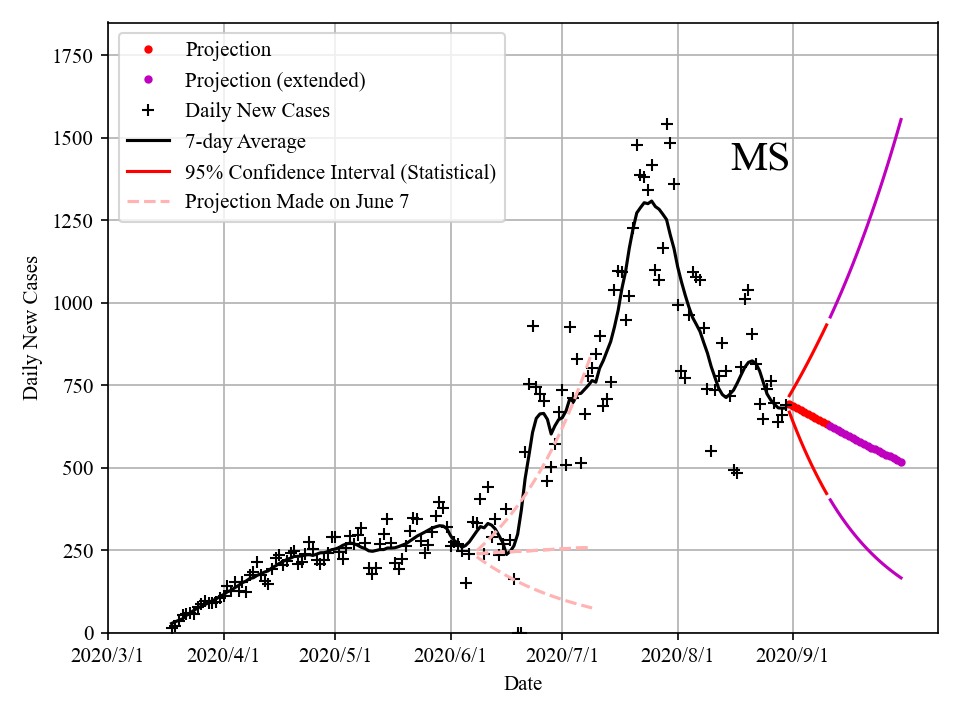 1750
1500
1250
1000
750
500
250
0
Daily New Cases
Projection
Projection (extended)
Daily New Cases
7-day Average
95% Confidence Interval (Statistical)
Projection Made on June 7
MS
2020/3/1 2020/4/1 2020/5/1 2020/6/1 2020/7/1 2020/8/1 2020/9/1
Date